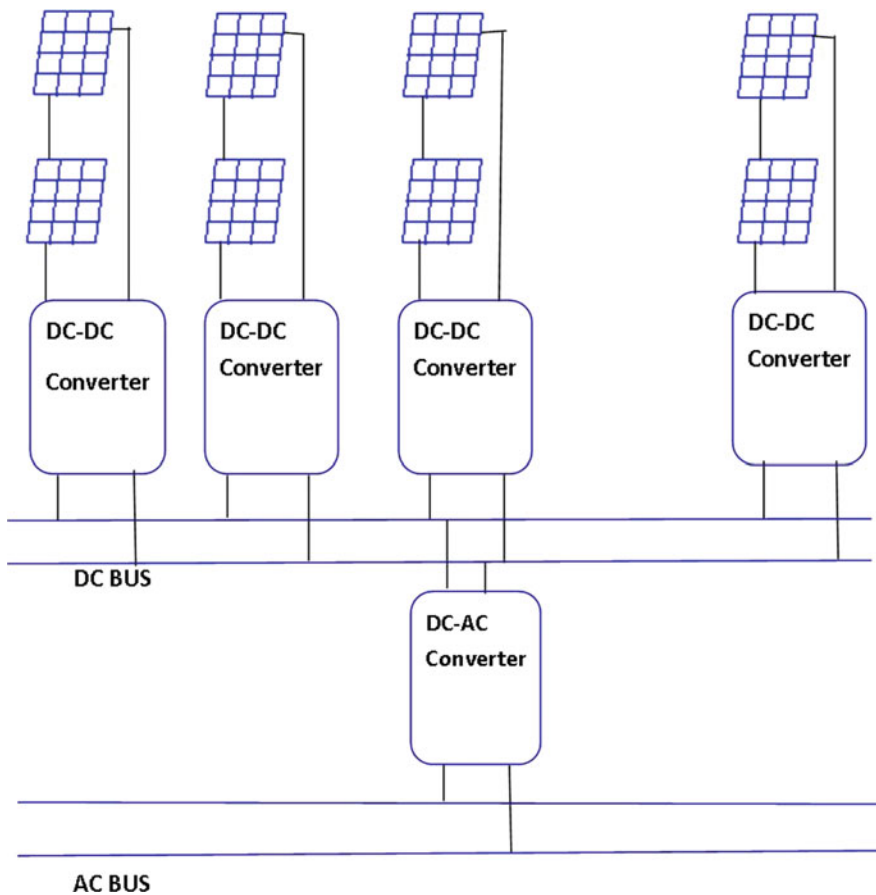 DC-DC
Converter
DC-DC
Converter
DC-DC
Converter
DC-DC
Converter
DC BUS
DC-AC
Converter
AC BUS